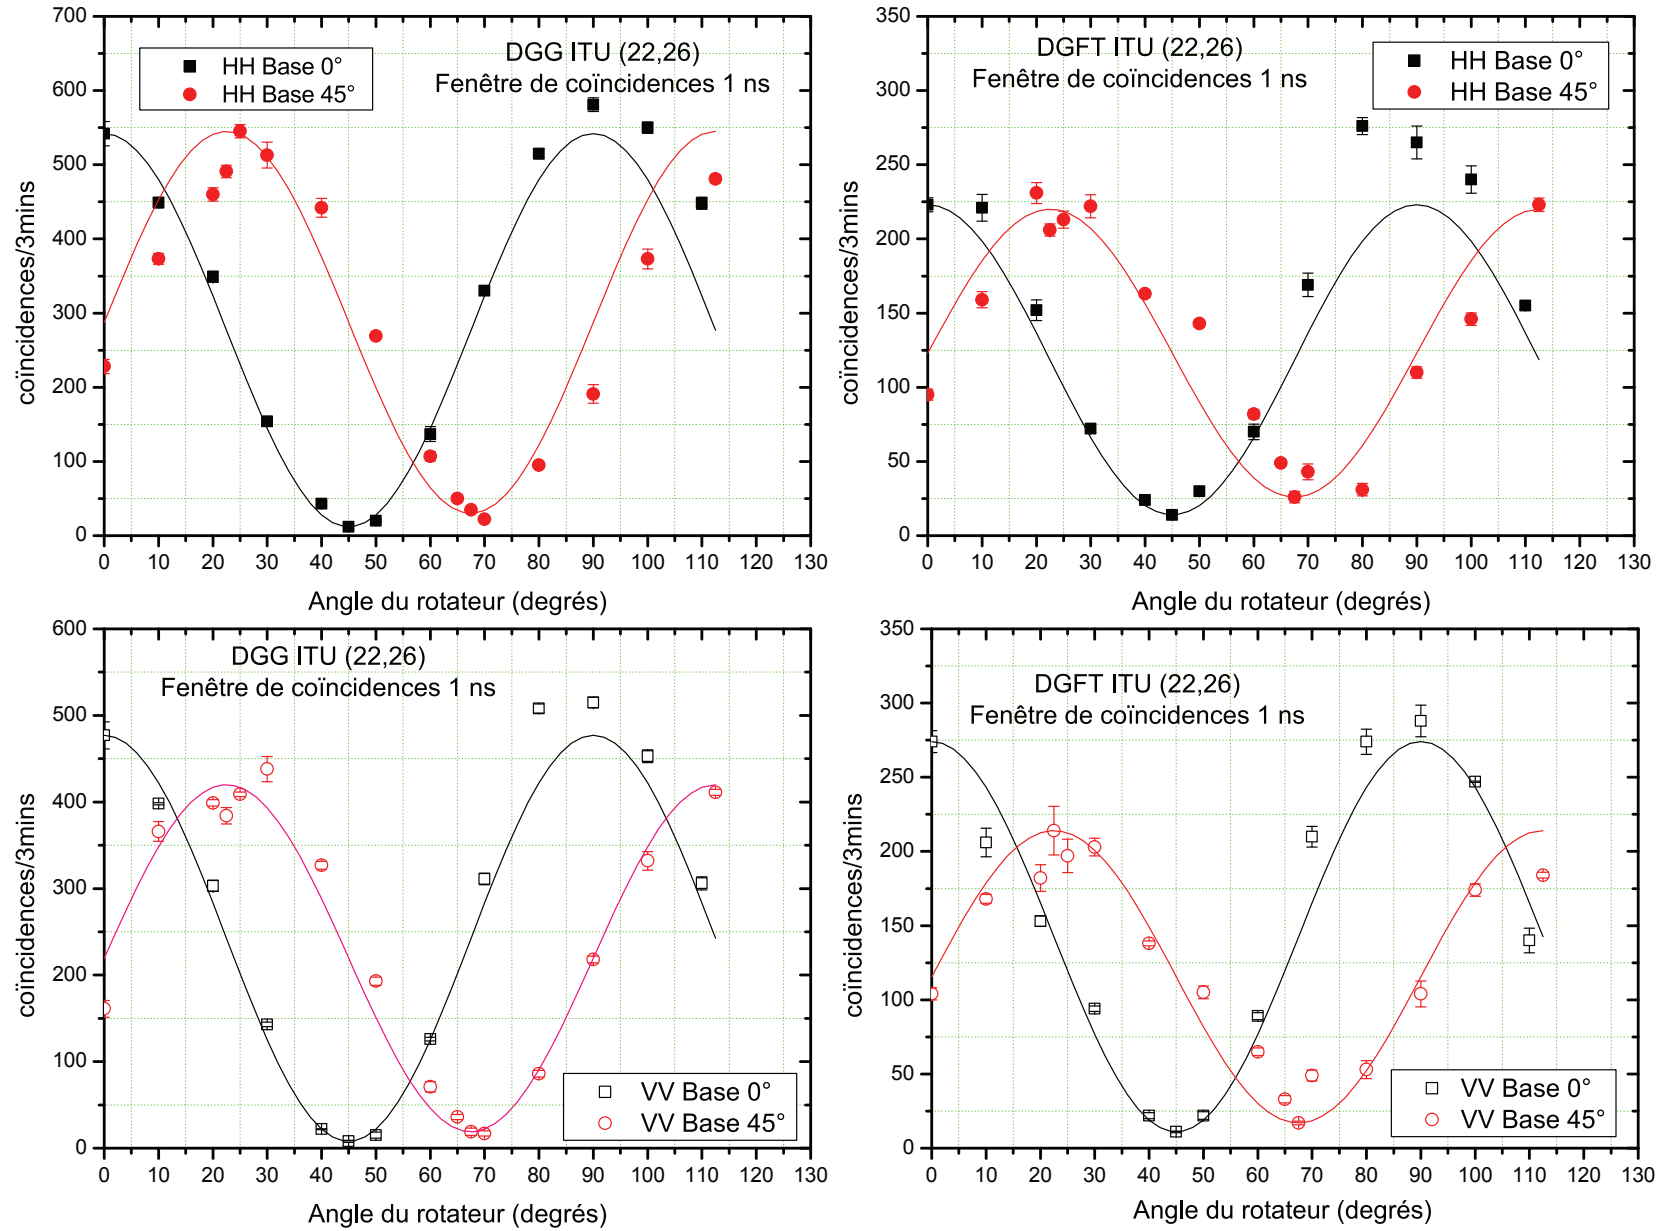 DGG ITU (22,26)
Fenêtre de coïncidences 1 ns
HH Base 0°
HH Base 45°
coïncidences/3mins
700
600
500
400
300
200
100
0
0 10 20 30 40 50 60 70 80 90 100 110 120 130
Angle du rotateur (degrés)
DGFT ITU (22,26)
Fenêtre de coïncidences 1 ns
HH Base 0°
HH Base 45°
coïncidences/3mins
350
300
250
200
150
100
50
0
0 10 20 30 40 50 60 70 80 90 100 110 120 130
Angle du rotateur (degrés)
DGG ITU (22,26)
Fenêtre de coïncidences 1 ns
VV Base 0°
VV Base 45°
coïncidences/3mins
600
500
400
300
200
100
0
0 10 20 30 40 50 60 70 80 90 100 110 120 130
Angle du rotateur (degrés)
DGFT ITU (22,26)
Fenêtre de coïncidences 1 ns
VV Base 0°
VV Base 45°
coïncidences/3mins
350
300
250
200
150
100
50
0
0 10 20 30 40 50 60 70 80 90 100 110 120 130
Angle du rotateur (degrés)